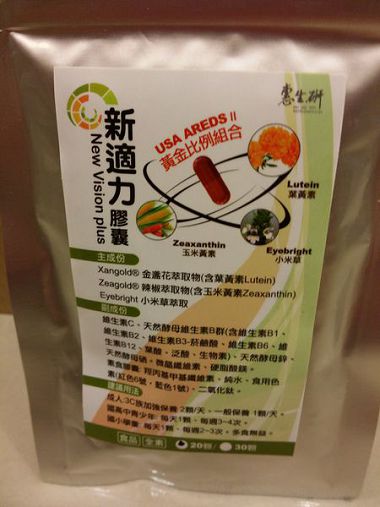 惠生研
新適力膠囊
New Vision plus
USA AREDS II
黃金比例組合
Lutein
葉黃素
Zeaxanthin
玉米黃素
Eyebright
小米草
主成份
Xangold® 金盞花萃取物(含葉黃素Lutein)
Zeagold® 辣椒萃取物(含玉米黃素Zeaxanthin)
Eyebright 小米草萃取
副成份
維生素C、天然酵母維生素B群(含維生素B1、
維生素B2、維生素B3-菸鹼酸、維生素B6、維
生素B12、葉酸、泛酸、生物素)、天然酵母鋅、
天然酵母硒、微晶纖維素、硬脂酸鎂。
素食膠囊:羥丙基甲基纖維素、純水、食用色
素(紅色6號、藍色1號)、二氧化鈦。
建議用法
成人:3C族加強保養 2顆/天。一般保養 1顆/天。
國高中青少年 每天1顆、每週3~4次。
國小學童 每天1顆、每週2~3次。多食無益。
食品 全素 20顆/ 30顆